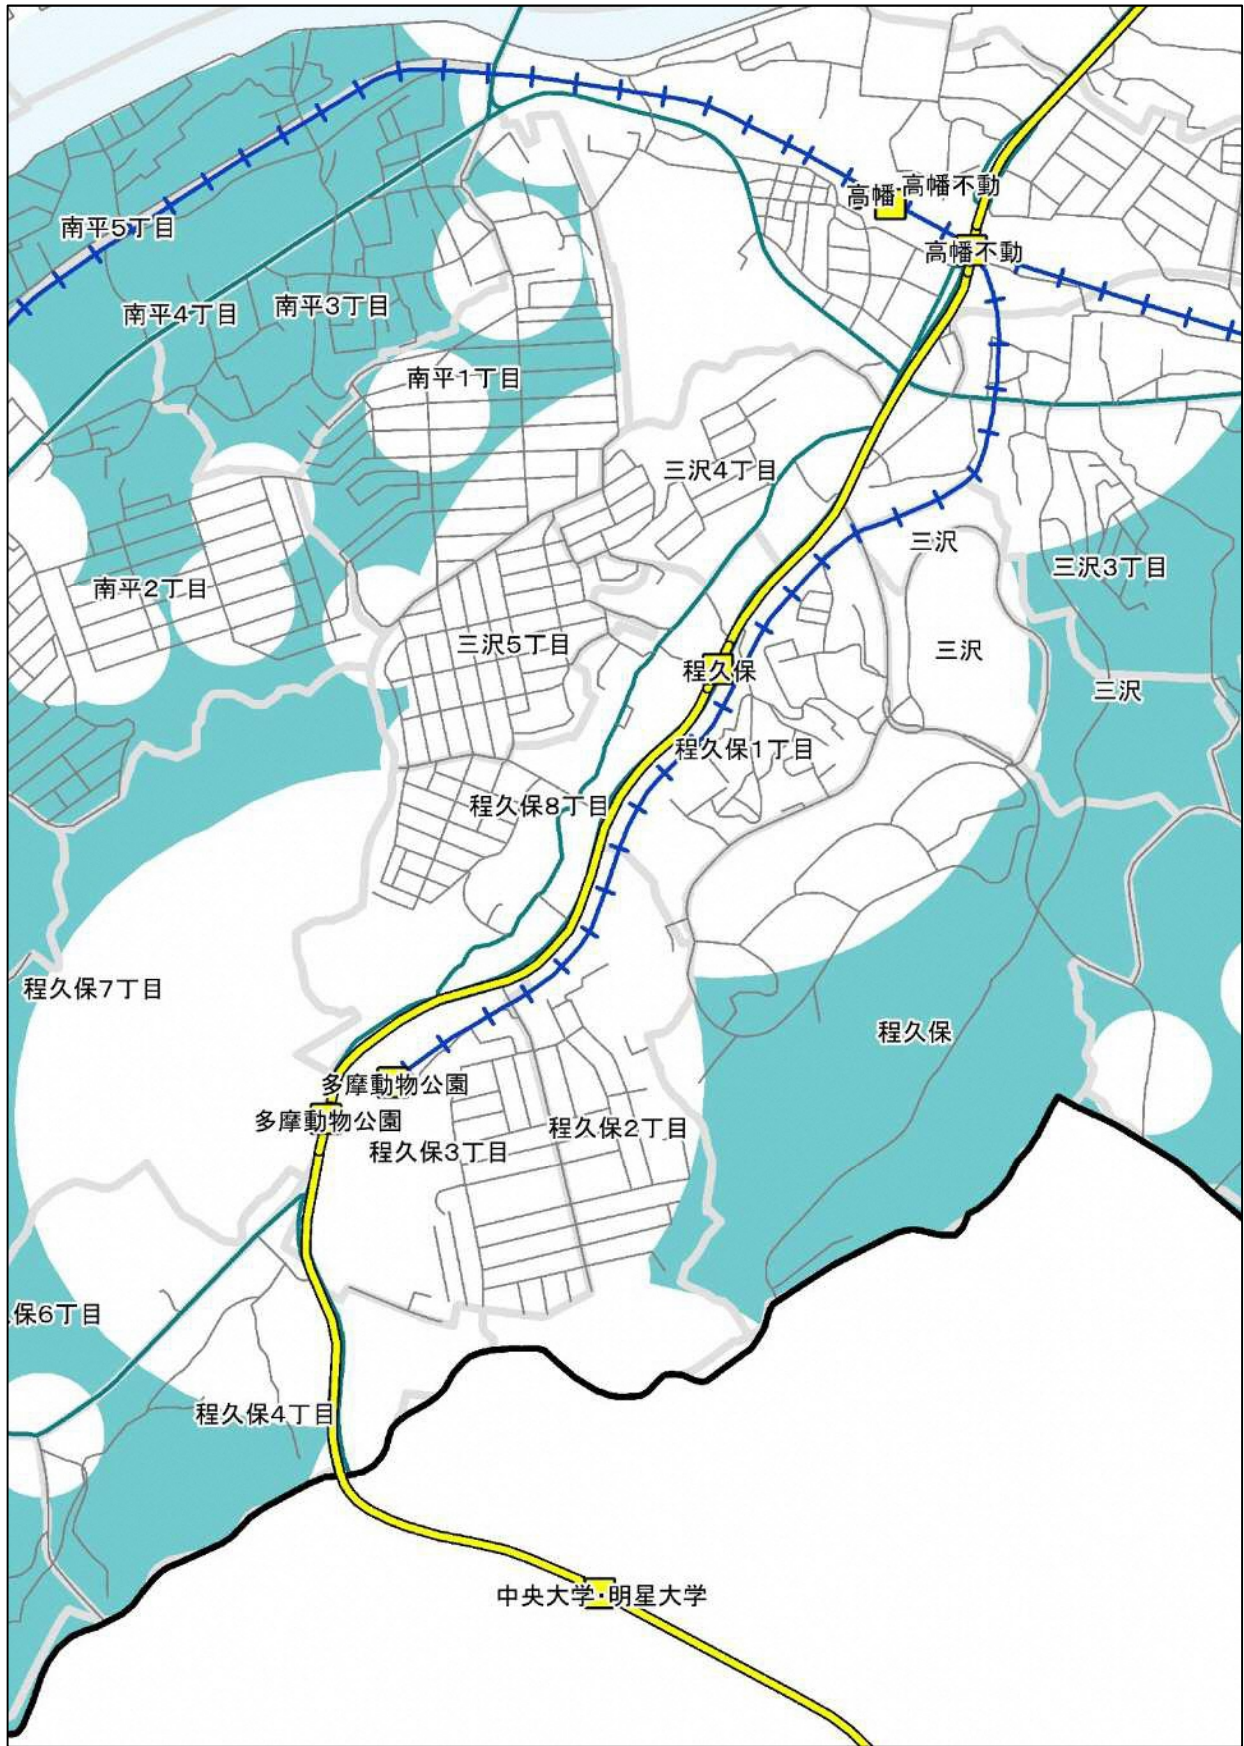 高幡
高幡不動
南平5丁目
高幡不動
南平4丁目
南平3丁目
南平1丁目
三沢4丁目
三沢
三沢3丁目
南平2丁目
三沢5丁目
三沢
程久保
三沢
程久保1丁目
程久保8丁目
程久保7丁目
程久保
多摩動物公園
多摩動物公園
程久保2丁目
程久保3丁目
保6丁目
程久保4丁目
中央大学・明星大学